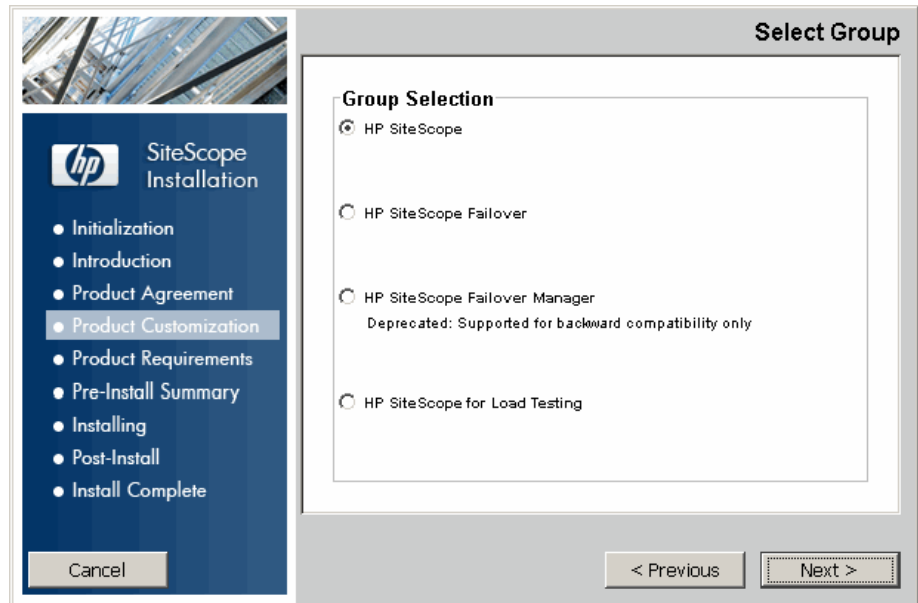 Select Group
hp
SiteScope
Installation
Initialization
Introduction
Product Agreement
Product Customization
Product Requirements
Pre-Install Summary
Installing
Post-Install
Install Complete
Cancel
Group Selection
HP SiteScope
HP SiteScope Failover
HP SiteScope Failover Manager
Deprecated: Supported for backward compatibility only
HP SiteScope for Load Testing
< Previous
Next >